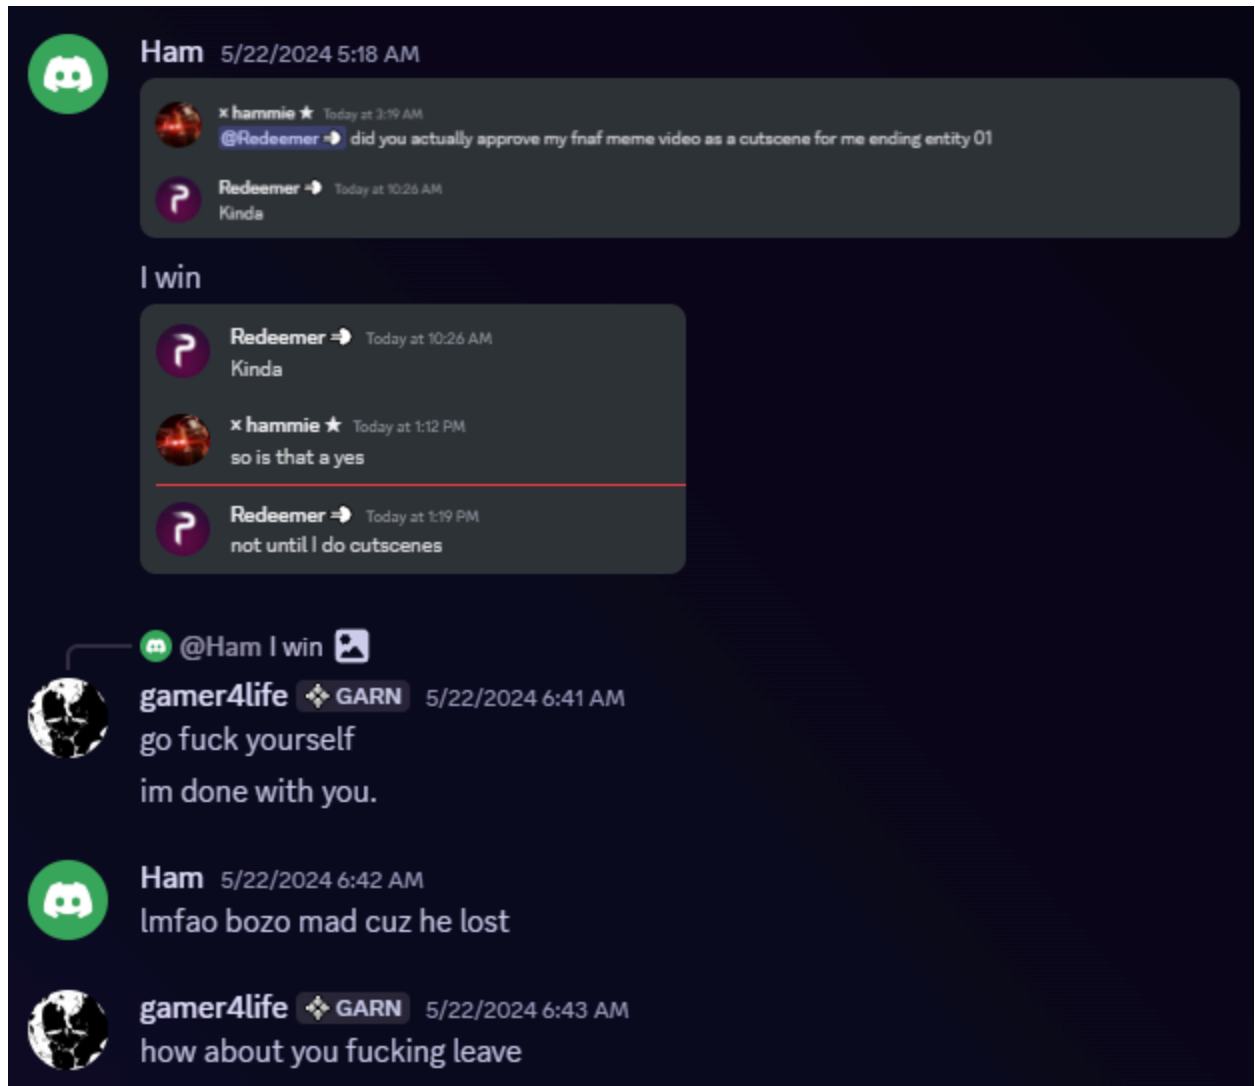 Ham 5/22/2024 5:18 AM
× hammie ★ Today at 3:19 AM
@Redeemer did you actually approve my fnaf meme video as a cutscene for me ending entity 01
Redeemer Today at 10:26 AM
Kinda
I win
Redeemer Today at 10:26 AM
Kinda
× hammie ★ Today at 1:12 PM
so is that a yes
Redeemer Today at 1:19 PM
not until I do cutscenes
@Ham I win
gamer4life GARN 5/22/2024 6:41 AM
go fuck yourself
im done with you.
Ham 5/22/2024 6:42 AM
lmfao bozo mad cuz he lost
gamer4life GARN 5/22/2024 6:43 AM
how about you fucking leave